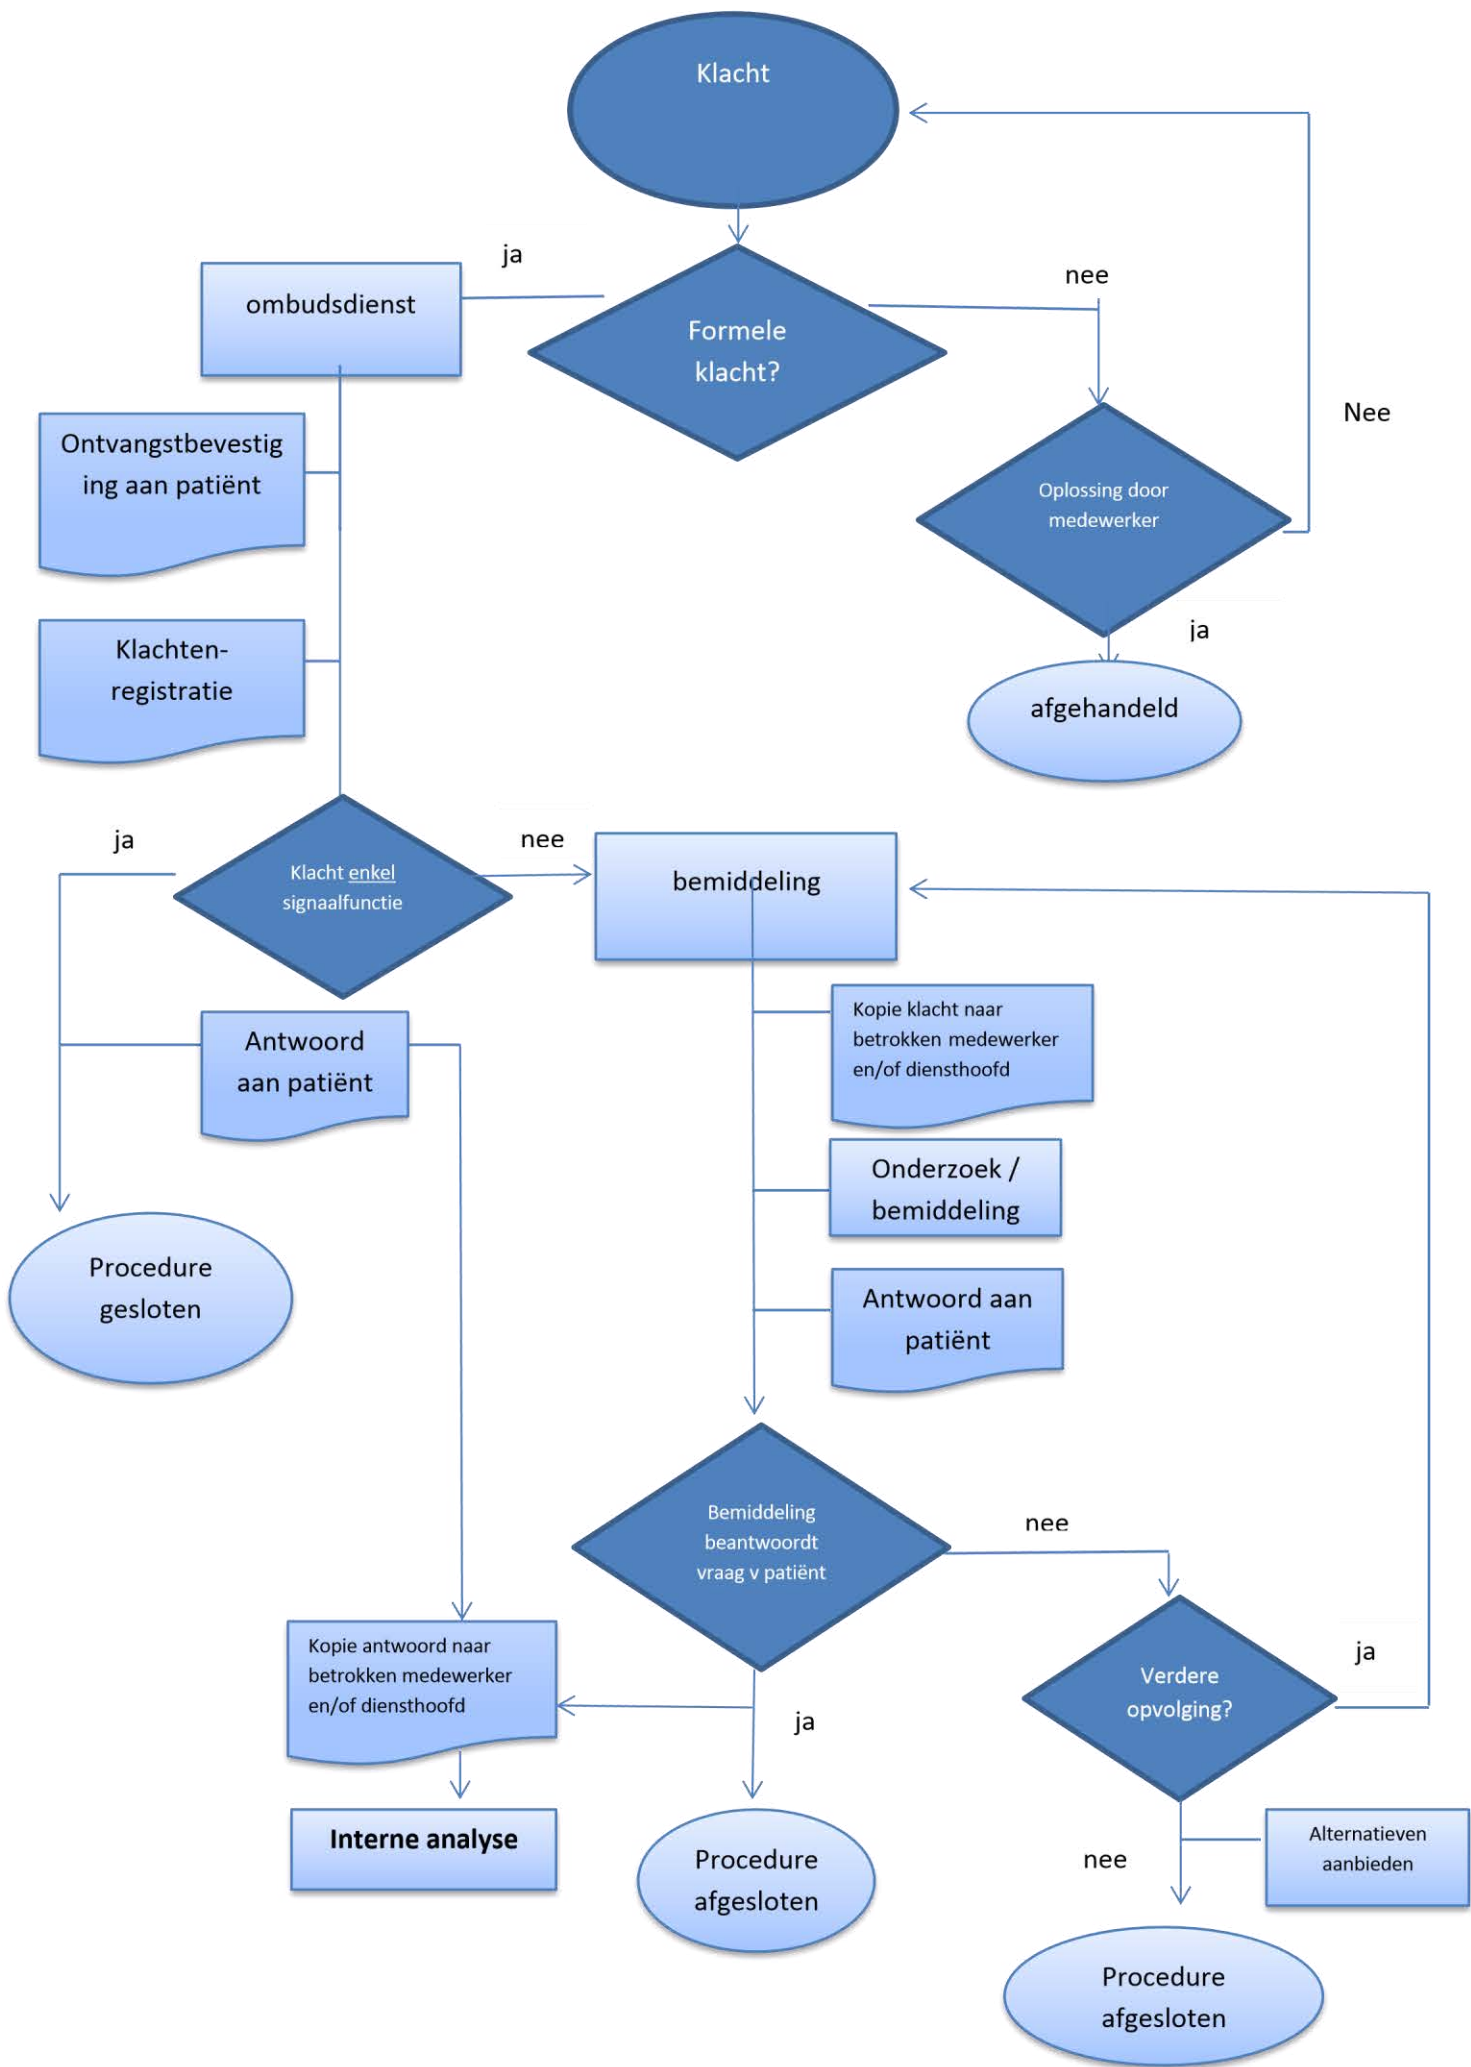 Klacht
ja
nee
ombudsdienst
Formele
klacht?
Nee
Ontvangstbevestig
ing aan patiënt
Oplossing door
medewerker
ja
Klachten-
registratie
afgehandeld
ja
nee
Klacht enkel
signaalfunctie
bemiddeling
Antwoord
aan patiënt
Kopie klacht naar
betrokken medewerker
en/of diensthoofd
Onderzoek /
bemiddeling
Procedure
gesloten
Antwoord aan
patiënt
Bemiddeling
beantwoordt
vraag v patiënt
nee
Kopie antwoord naar
betrokken medewerker
en/of diensthoofd
ja
Verdere
opvolging?
ja
Interne analyse
Procedure
afgesloten
nee
Alternatieven
aanbieden
Procedure
afgesloten